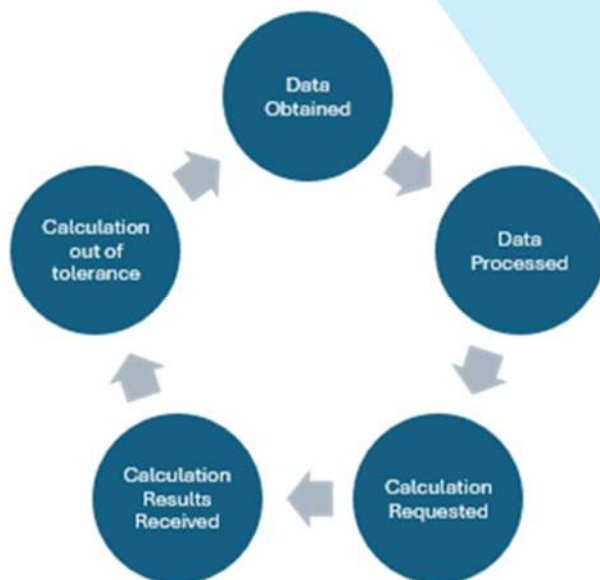 Data
Obtained
Data
Processed
Calculation
Requested
Calculation
Results
Received
Calculation
out of
tolerance